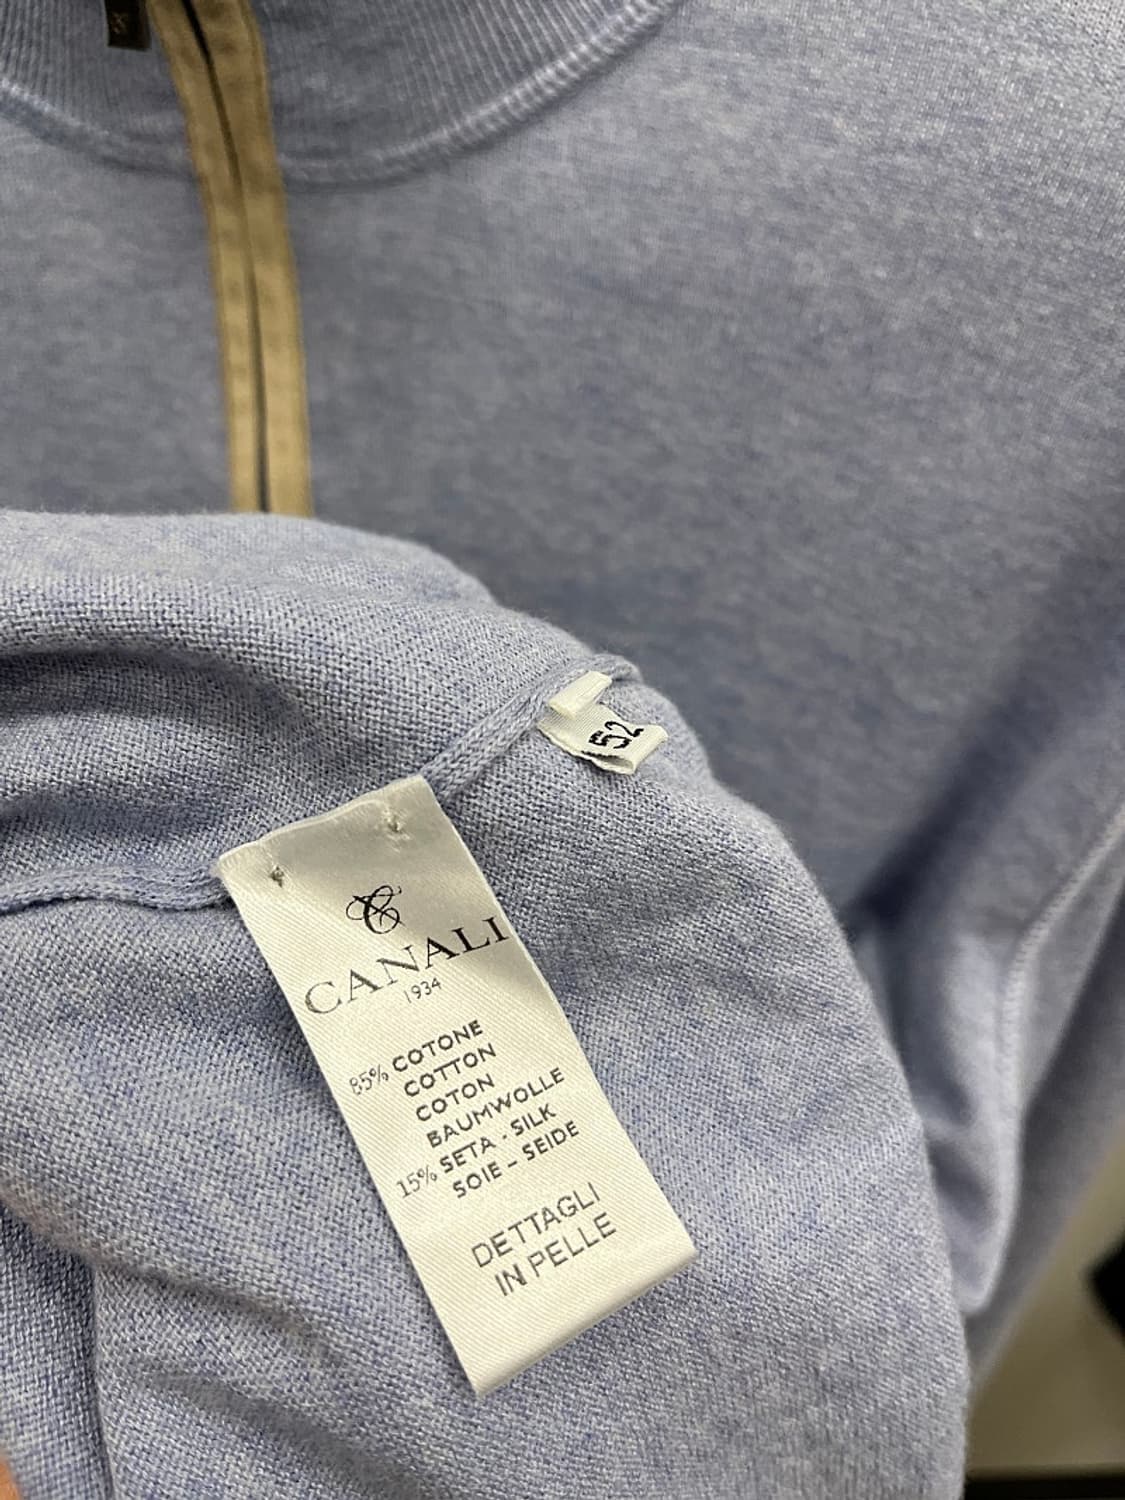 52
CANALI
1934
85% COTONE
COTTON
COTON
BAUMWOLLE
15% SETA - SILK
SOIE - SEIDE
DETTAGLI
IN PELLE